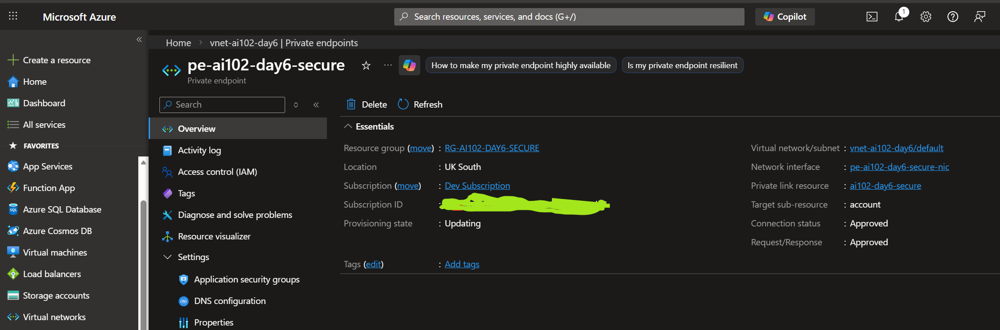 Microsoft Azure
Search resources, services, and docs (G+/)
Copilot
1
Create a resource
Home
Dashboard
All services
FAVORITES
App Services
Function App
SQL
Azure SQL Database
Azure Cosmos DB
Virtual machines
Load balancers
Storage accounts
Virtual networks
Home > vnet-ai102-day6 | Private endpoints
pe-ai102-day6-secure
Private endpoint
How to make my private endpoint highly available
Is my private endpoint resilient
Search
Overview
Activity log
Access control (IAM)
Tags
Diagnose and solve problems
Resource visualizer
Settings
Application security groups
DNS
DNS configuration
Properties
Delete
Refresh
Essentials
Resource group (move) : RG-AI102-DAY6-SECURE
Location : UK South
Subscription (move) : Dev Subscription
Subscription ID :
Provisioning state : Updating
Tags (edit) : Add tags
Virtual network/subnet : vnet-ai102-day6/default
Network interface : pe-ai102-day6-secure-nic
Private link resource : ai102-day6-secure
Target sub-resource : account
Connection status : Approved
Request/Response : Approved